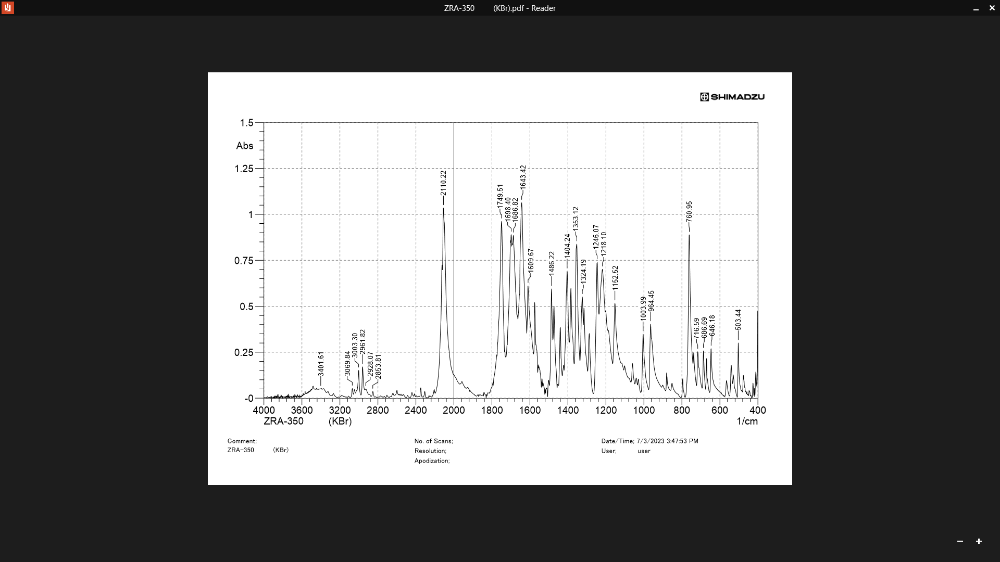 ZRA-350 (KBr).pdf - Reader
SHIMADZU
1.5
Abs
1.25
1
0.75
0.5
0.25
-0
3401.61
3069.84
3003.30
2961.82
2928.07
2853.81
2110.22
1749.51
1698.40
1686.82
1643.42
1609.67
1486.22
1404.24
1353.12
1324.19
1246.07
1218.10
1152.52
1003.99
964.45
760.95
716.59
686.69
646.18
503.44
4000 3600 3200 2800 2400 2000 1800 1600 1400 1200 1000 800 600 400
ZRA-350 (KBr) 1/cm
Comment;
ZRA-350 (KBr)
No. of Scans;
Resolution;
Apodization;
Date/Time; 7/3/2023 3:47:53 PM
User; user